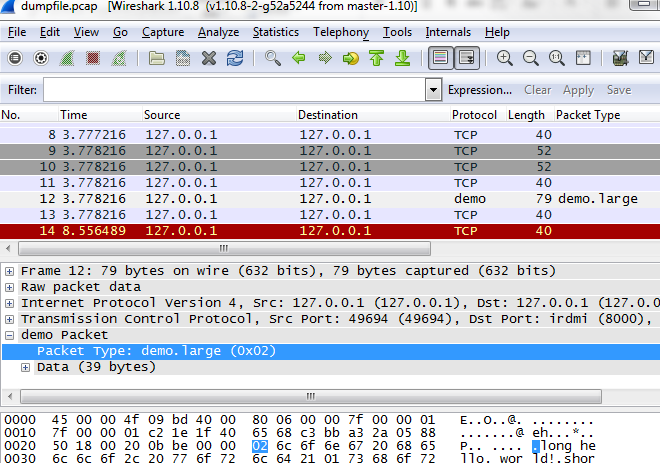 dumpfile.pcap [Wireshark 1.10.8 (v1.10.8-2-g52a5244 from master-1.10)]
File Edit View Go Capture Analyze Statistics Telephony Tools Internals Help
Filter: Expression... Clear Apply Save
No. Time Source Destination Protocol Length Packet Type
8 3.777216 127.0.0.1 127.0.0.1 TCP 40
9 3.778216 127.0.0.1 127.0.0.1 TCP 52
10 3.778216 127.0.0.1 127.0.0.1 TCP 52
11 3.778216 127.0.0.1 127.0.0.1 TCP 40
12 3.778216 127.0.0.1 127.0.0.1 demo 79 demo.large
13 3.778216 127.0.0.1 127.0.0.1 TCP 40
14 8.556489 127.0.0.1 127.0.0.1 TCP 40
Frame 12: 79 bytes on wire (632 bits), 79 bytes captured (632 bits)
Raw packet data
Internet Protocol Version 4, Src: 127.0.0.1 (127.0.0.1), Dst: 127.0.0.1 (127.0.0
Transmission Control Protocol, Src Port: 49694 (49694), Dst Port: irdmi (8000),
demo Packet
Packet Type: demo.large (0x02)
Data (39 bytes)
0000 45 00 00 4f 09 bd 40 00 80 06 00 00 7f 00 00 01 E..O..@. ........
0010 7f 00 00 01 c2 1e 1f 40 65 68 c3 bb a3 2a 05 88 .......@ eh...*..
0020 50 18 00 20 0b be 00 00 02 6c 6f 6e 67 20 68 65 P.. .... .long he
0030 6c 6c 6f 2c 20 77 6f 72 6c 64 21 01 73 68 6f 72 llo, wor ld!.shor